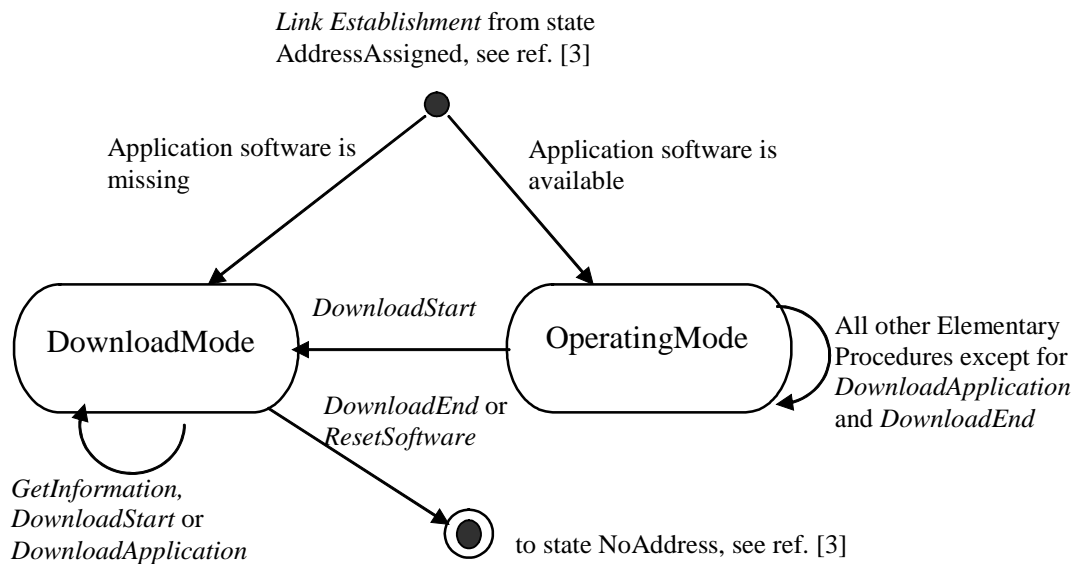 Link Establishment from state
AddressAssigned, see ref. [3]
Application software is
missing
Application software is
available
DownloadMode
DownloadStart
OperatingMode
All other Elementary
Procedures except for
DownloadApplication
and DownloadEnd
DownloadEnd or
ResetSoftware
GetInformation,
DownloadStart or
DownloadApplication
to state NoAddress, see ref. [3]